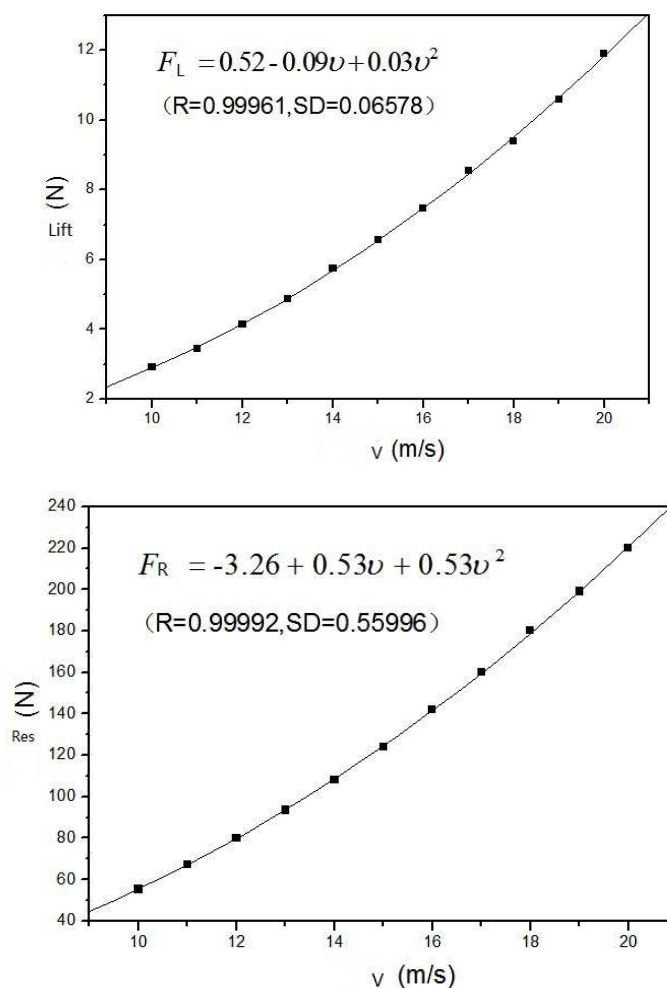 F_L = 0.52 - 0.09υ + 0.03υ²
（R=0.99961,SD=0.06578）
12
10
8
6
4
2
(N)
Lift
10 12 14 16 18 20
V (m/s)
F_R = -3.26 + 0.53υ + 0.53υ²
（R=0.99992,SD=0.55996）
240
220
200
180
160
140
120
100
80
60
40
(N)
Res
10 12 14 16 18 20
V (m/s)